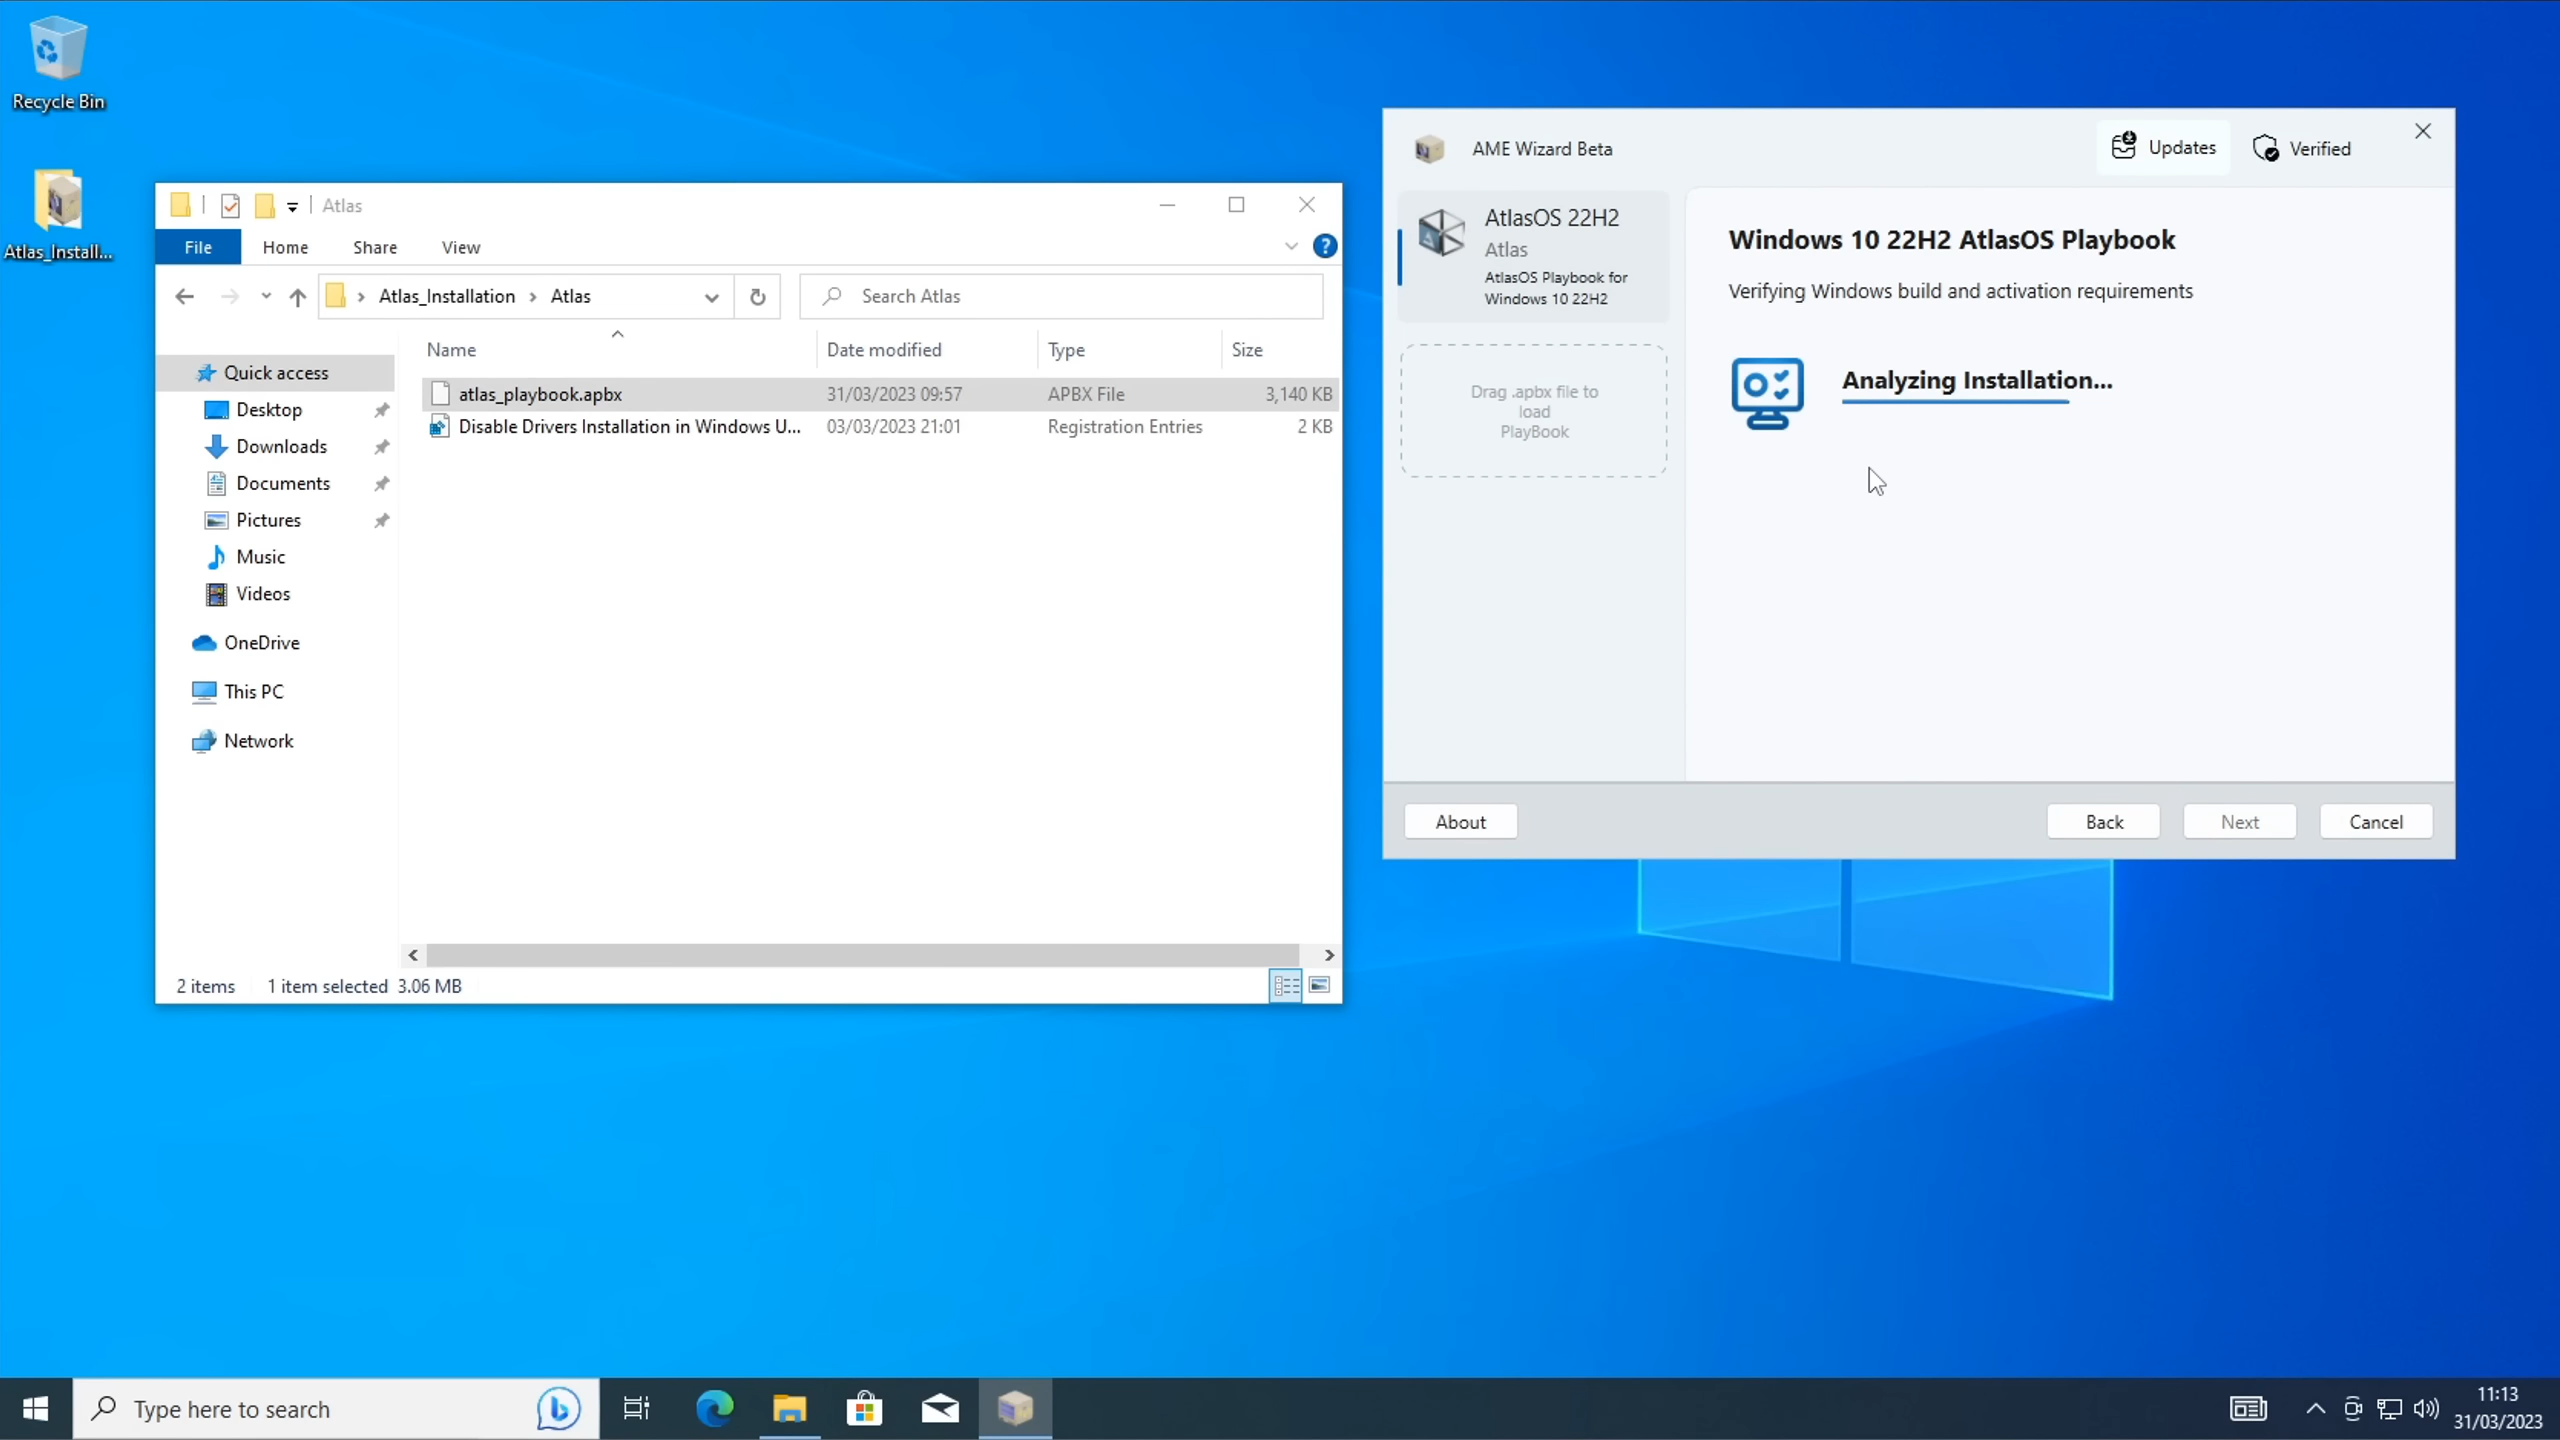 Recycle Bin
Atlas_Install...
Atlas
File
Home
Share
View
Atlas_Installation
Atlas
Search Atlas
Name
Date modified
Type
Size
atlas_playbook.apbx
31/03/2023 09:57
APBX File
3,140 KB
Disable Drivers Installation in Windows U...
03/03/2023 21:01
Registration Entries
2 KB
Quick access
Desktop
Downloads
Documents
Pictures
Music
Videos
OneDrive
This PC
Network
2 items
1 item selected 3.06 MB
AME Wizard Beta
Updates
Verified
AtlasOS 22H2
Atlas
AtlasOS Playbook for
Windows 10 22H2
Drag .apbx file to
load
PlayBook
Windows 10 22H2 AtlasOS Playbook
Verifying Windows build and activation requirements
Analyzing Installation...
About
Back
Next
Cancel
Type here to search
11:13
31/03/2023